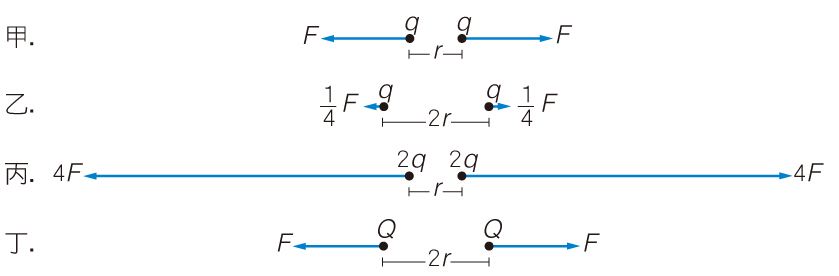 甲. F q q F
r
乙. 1/4 F q q 1/4 F
2r
丙. 4F 2q 2q 4F
r
丁. F Q Q F
2r